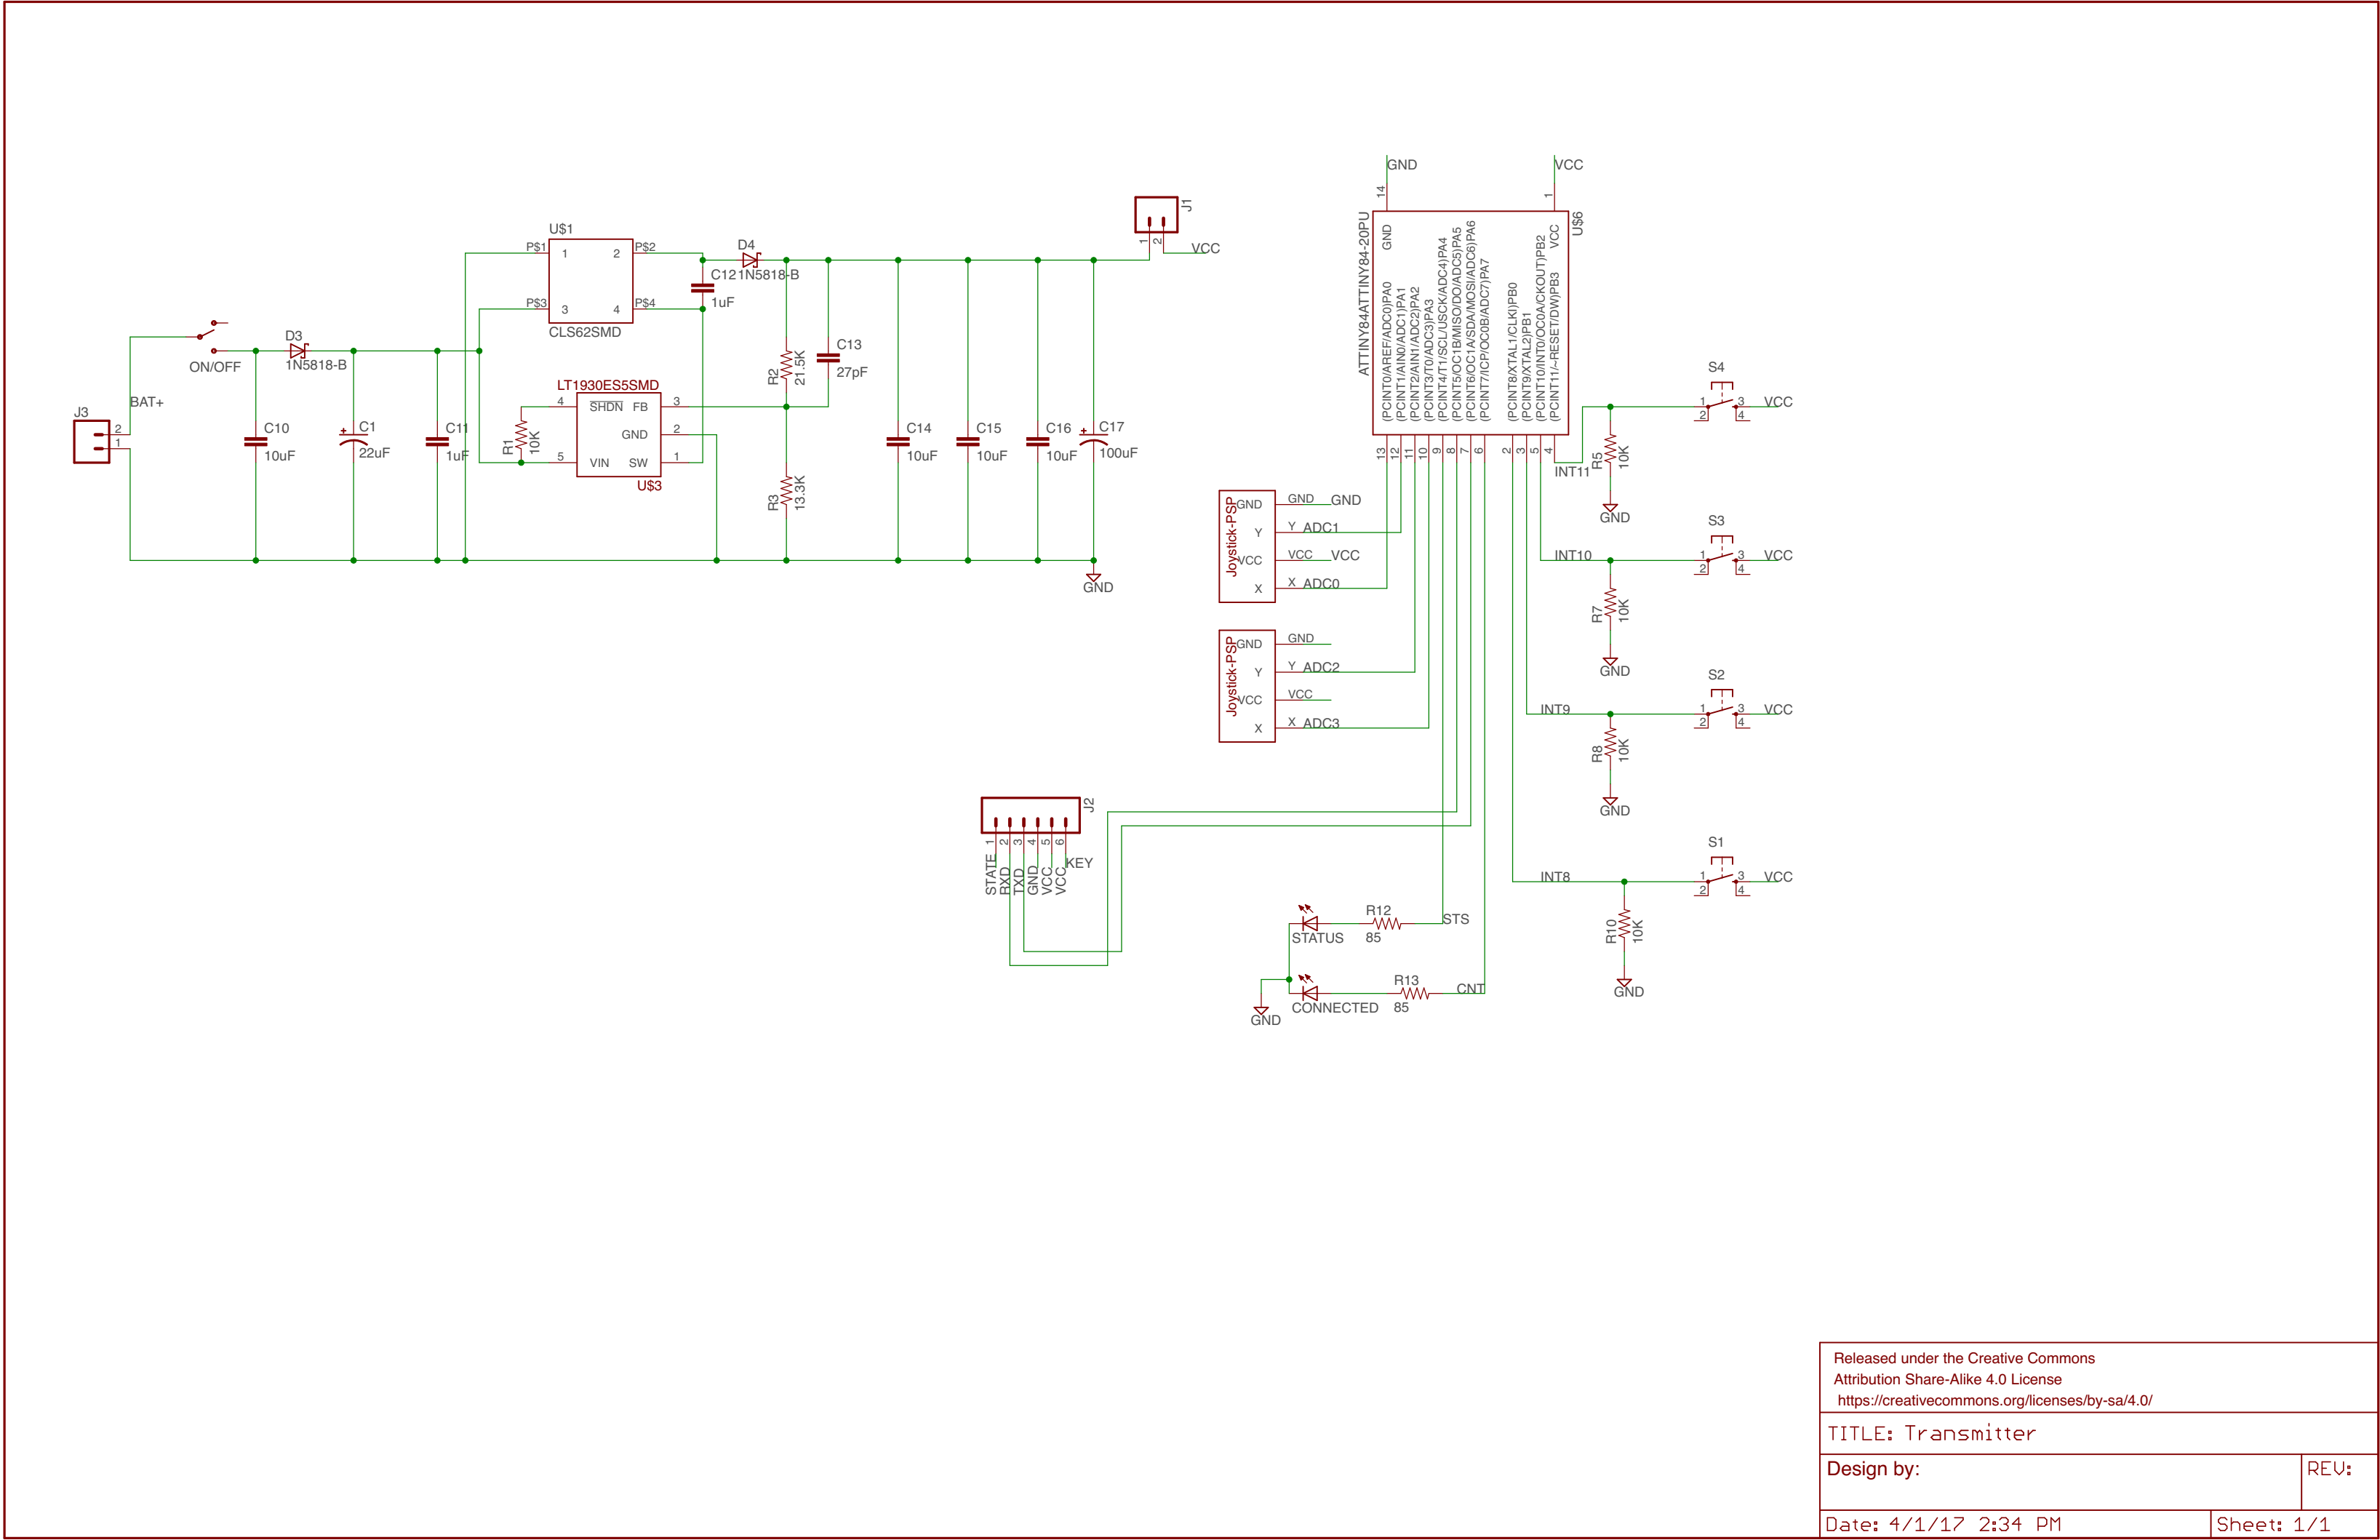 J3
BAT+
2
1
ON/OFF
D3
1N5818-B
C10
10uF
C1
22uF
C11
1uF
U$1
P$1
1
2
P$2
P$3
3
4
P$4
CLS62SMD
LT1930ES5SMD
4
SHDN
FB
3
GND
2
5
VIN
SW
1
U$3
R1
10K
C12
1uF
D4
1N5818-B
R2
21.5K
C13
27pF
R3
13.3K
C14
10uF
C15
10uF
C16
10uF
C17
100uF
GND
J1
1
2
VCC
GND
VCC
14
1
ATTINY84ATTINY84-20PU
U$6
GND
VCC
(PCINT0/AREF/ADC0)PA0
(PCINT1/AIN0/ADC1)PA1
(PCINT2/AIN1/ADC2)PA2
(PCINT3/T0/ADC3)PA3
(PCINT4/T1/SCL/USCK/ADC4)PA4
(PCINT5/OC1B/MISO/DO/ADC5)PA5
(PCINT6/OC1A/SDA/MOSI/ADC6)PA6
(PCINT7/ICP/OC0B/ADC7)PA7
(PCINT8/XTAL1/CLKI)PB0
(PCINT9/XTAL2)PB1
(PCINT10/INT0/OC0A/CKOUT)PB2
(PCINT11/~RESET/DW)PB3
13
12
11
10
9
8
7
6
2
3
5
4
INT11
R5
10K
GND
S4
1
2
3
4
VCC
INT10
R7
10K
GND
S3
1
2
3
4
VCC
INT9
R8
10K
GND
S2
1
2
3
4
VCC
INT8
R10
10K
GND
S1
1
2
3
4
VCC
Joystick-PSP
GND
GND
GND
Y
Y
ADC1
VCC
VCC
VCC
X
X
ADC0
Joystick-PSP
GND
GND
Y
Y
ADC2
VCC
VCC
X
X
ADC3
J2
1
2
3
4
5
6
STATE
RXD
TXD
GND
VCC
VCC
KEY
STATUS
R12
85
STS
CONNECTED
R13
85
CNT
GND
Released under the Creative Commons
Attribution Share-Alike 4.0 License
https://creativecommons.org/licenses/by-sa/4.0/
TITLE: Transmitter
Design by:
REV:
Date: 4/1/17 2:34 PM
Sheet: 1/1